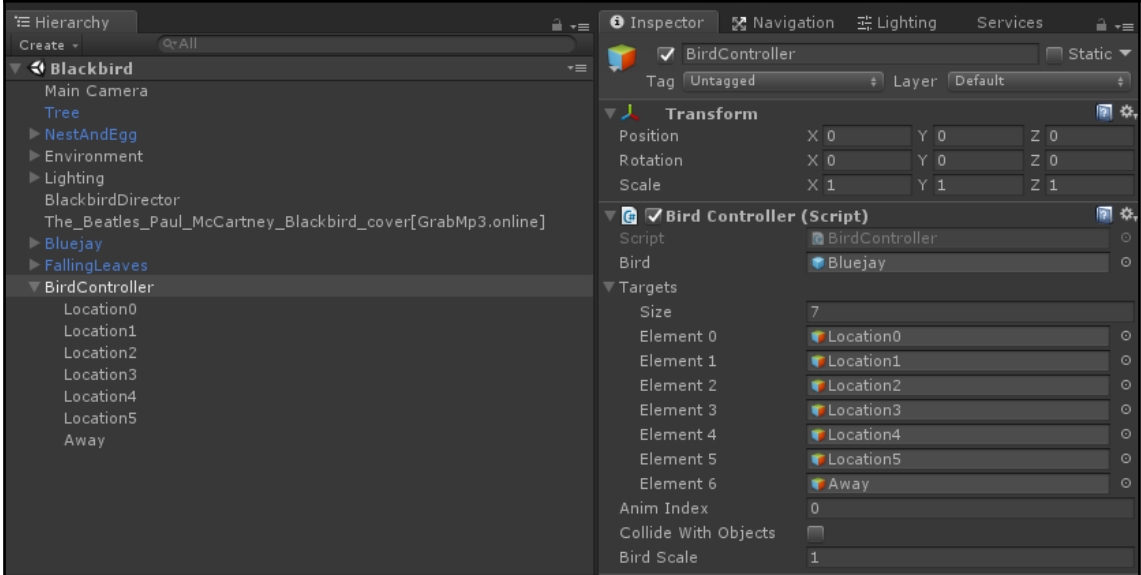 Hierarchy
Create
All
Blackbird
Main Camera
Tree
NestAndEgg
Environment
Lighting
BlackbirdDirector
The_Beatles_Paul_McCartney_Blackbird_cover[GrabMp3.online]
Bluejay
FallingLeaves
BirdController
Location0
Location1
Location2
Location3
Location4
Location5
Away
Inspector Navigation Lighting Services
BirdController Static
Tag Untagged Layer Default
Transform
Position X 0 Y 0 Z 0
Rotation X 0 Y 0 Z 0
Scale X 1 Y 1 Z 1
Bird Controller (Script)
Script BirdController
Bird Bluejay
Targets
Size 7
Element 0 Location0
Element 1 Location1
Element 2 Location2
Element 3 Location3
Element 4 Location4
Element 5 Location5
Element 6 Away
Anim Index 0
Collide With Objects
Bird Scale 1